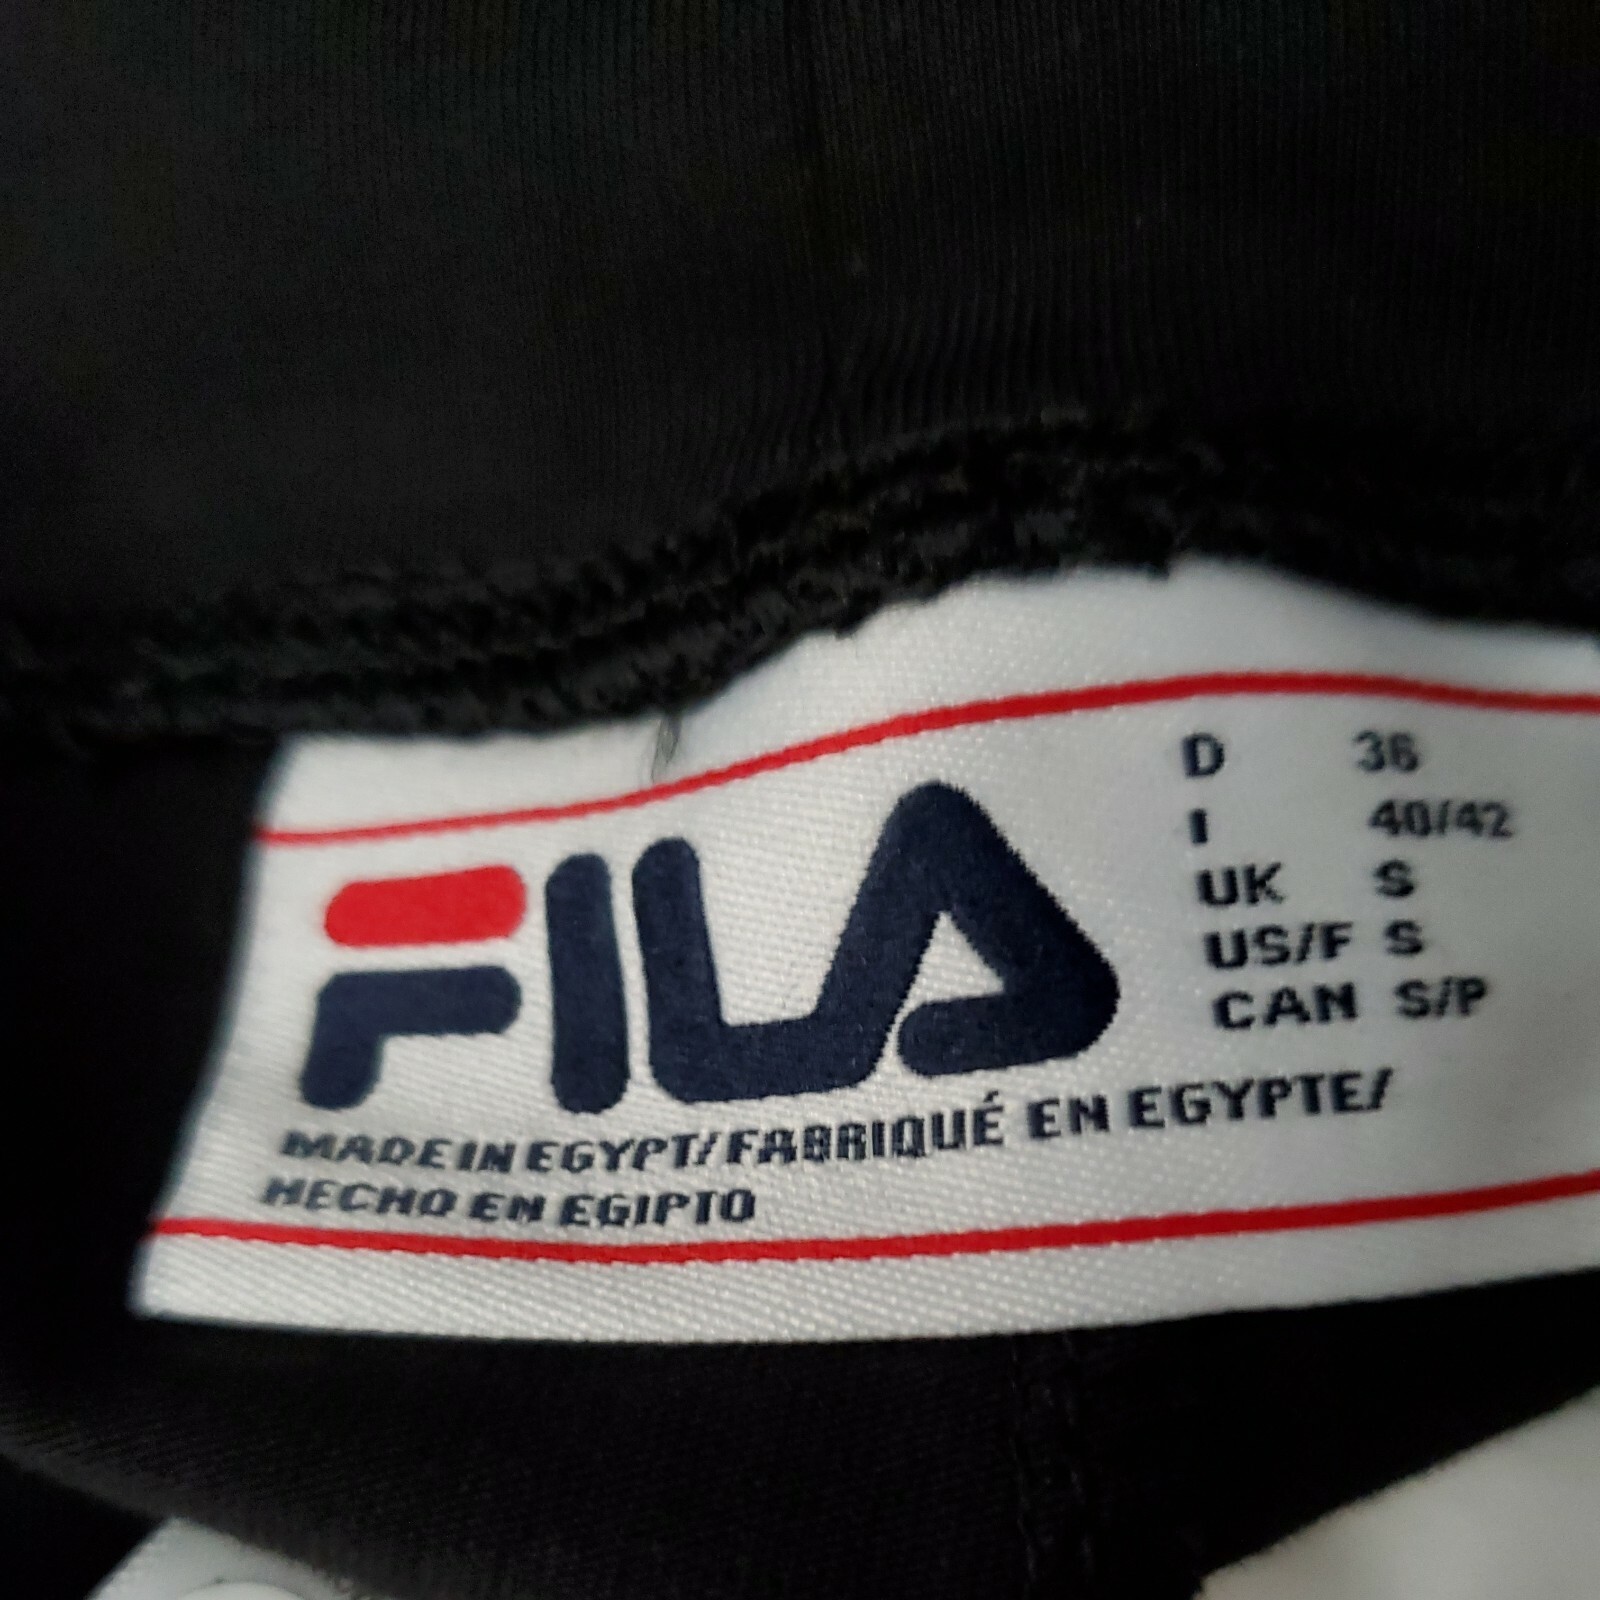 FILA
D 36
I 40/42
UK S
US/F S
CAN S/P
MADE IN EGYPT/FABRIQUÉ EN EGYPTE/
HECHO EN EGIPTO